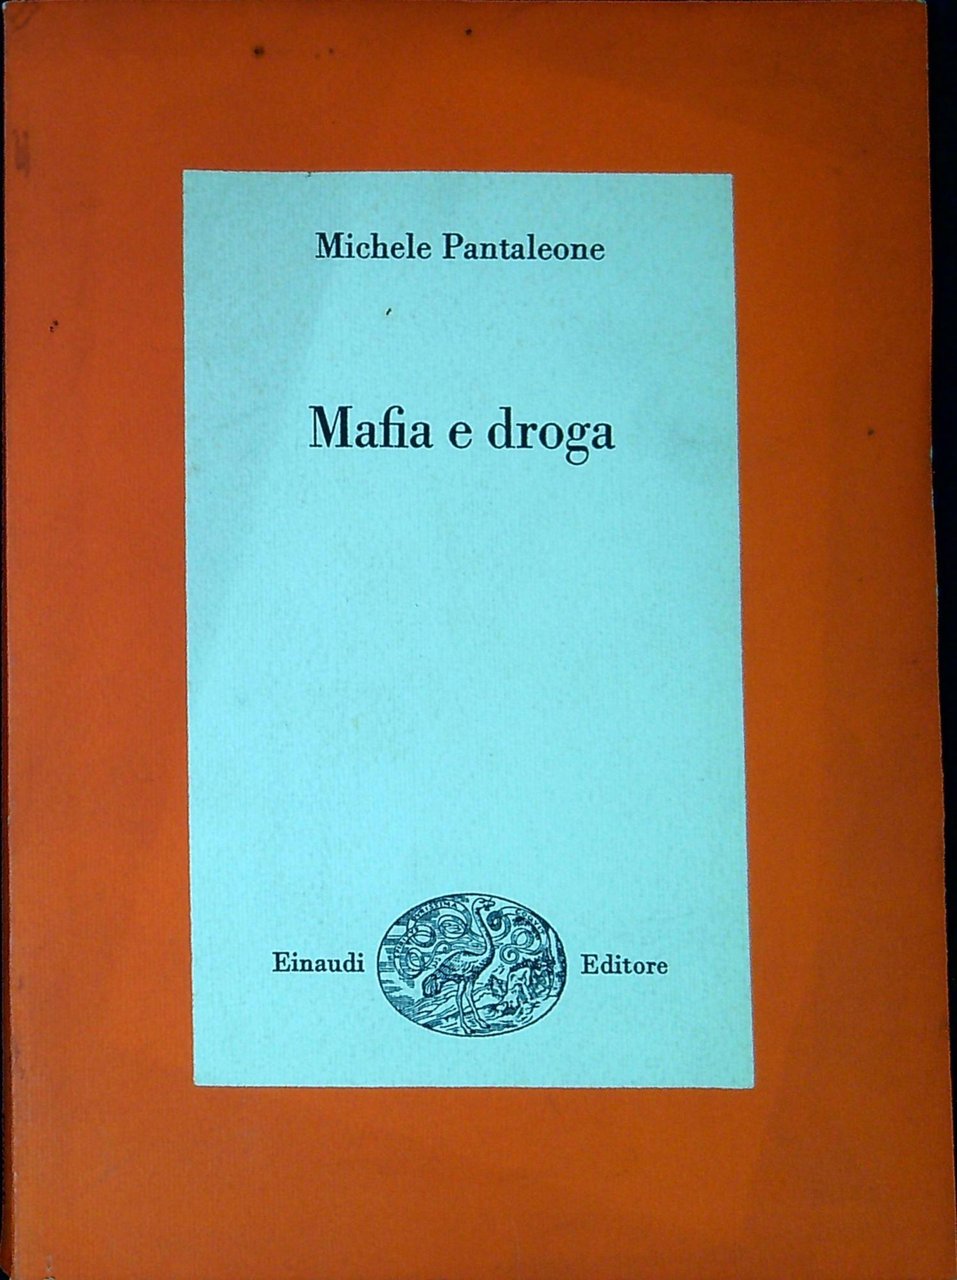 Michele Pantaleone
Mafia e droga
Einaudi
Editore